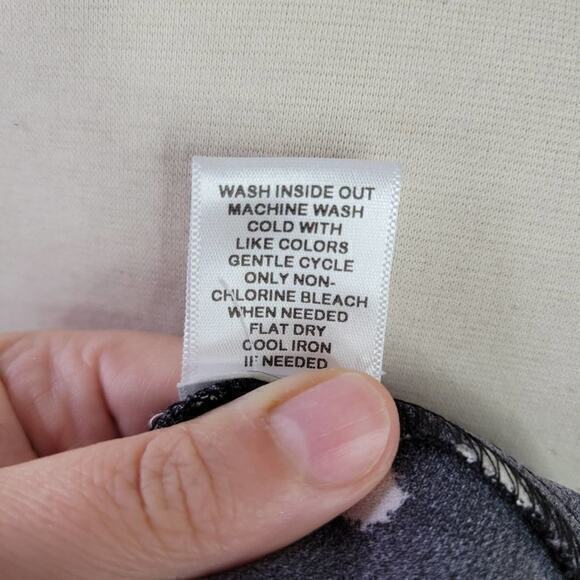 WASH INSIDE OUT
MACHINE WASH
COLD WITH
LIKE COLORS
GENTLE CYCLE
ONLY NON-
CHLORINE BLEACH
WHEN NEEDED
FLAT DRY
COOL IRON
IF NEEDED